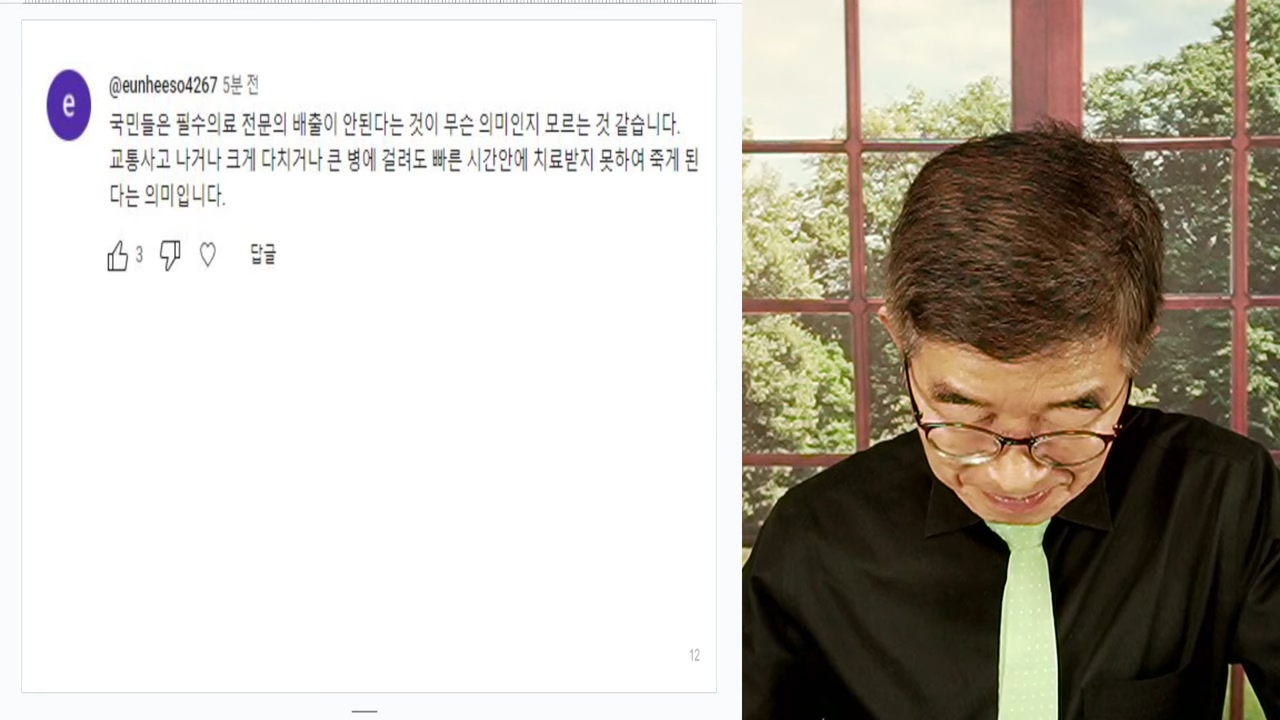 e
@eunheeso4267 5분 전
국민들은 필수의료 전문의 배출이 안된다는 것이 무슨 의미인지 모르는 것 같습니다.
교통사고 나거나 크게 다치거나 큰 병에 걸려도 빠른 시간안에 치료받지 못하여 죽게 된
다는 의미입니다.
3 답글
12